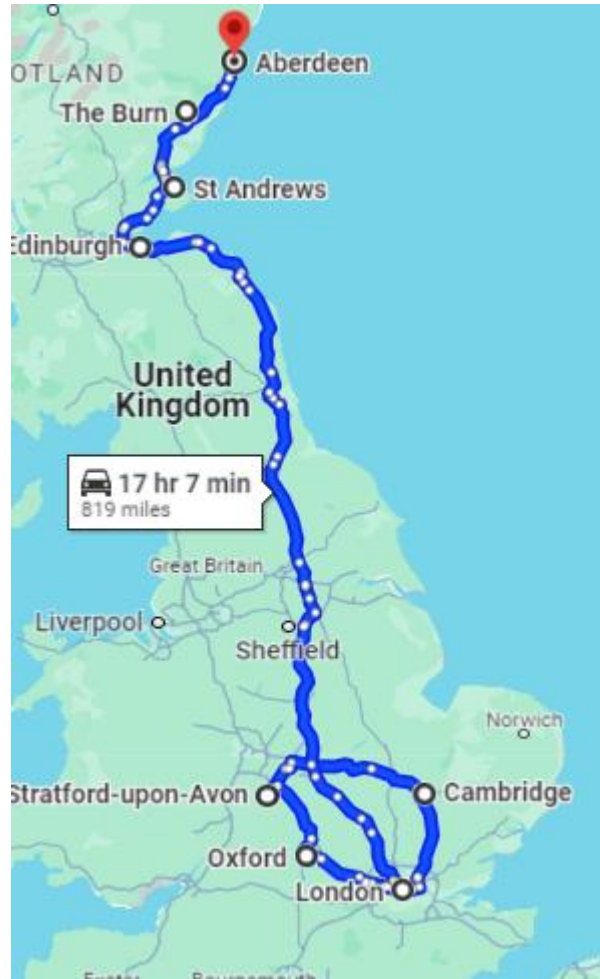 Aberdeen
OTLAND
The Burn
St Andrews
Edinburgh
United
Kingdom
17 hr 7 min
819 miles
Great Britain
Liverpool
Sheffield
Norwich
Stratford-upon-Avon
Cambridge
Oxford
London